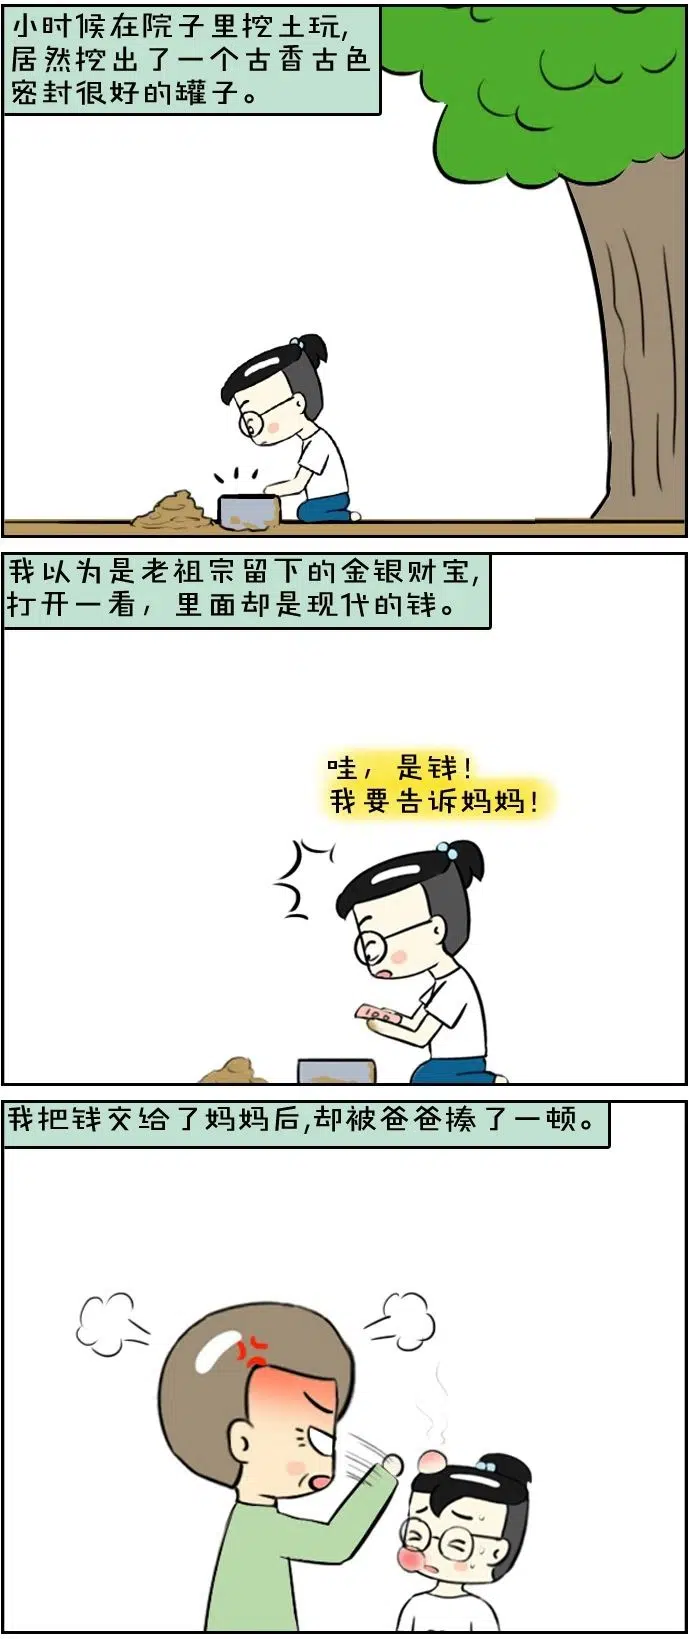 小时候在院子里挖土玩,
居然挖出了一个古香古色
密封很好的罐子。
我以为是老祖宗留下的金银财宝,
打开一看，里面却是现代的钱。
哇，是钱!
我要告诉妈妈!
100
我把钱交给了妈妈后,却被爸爸揍了一顿。